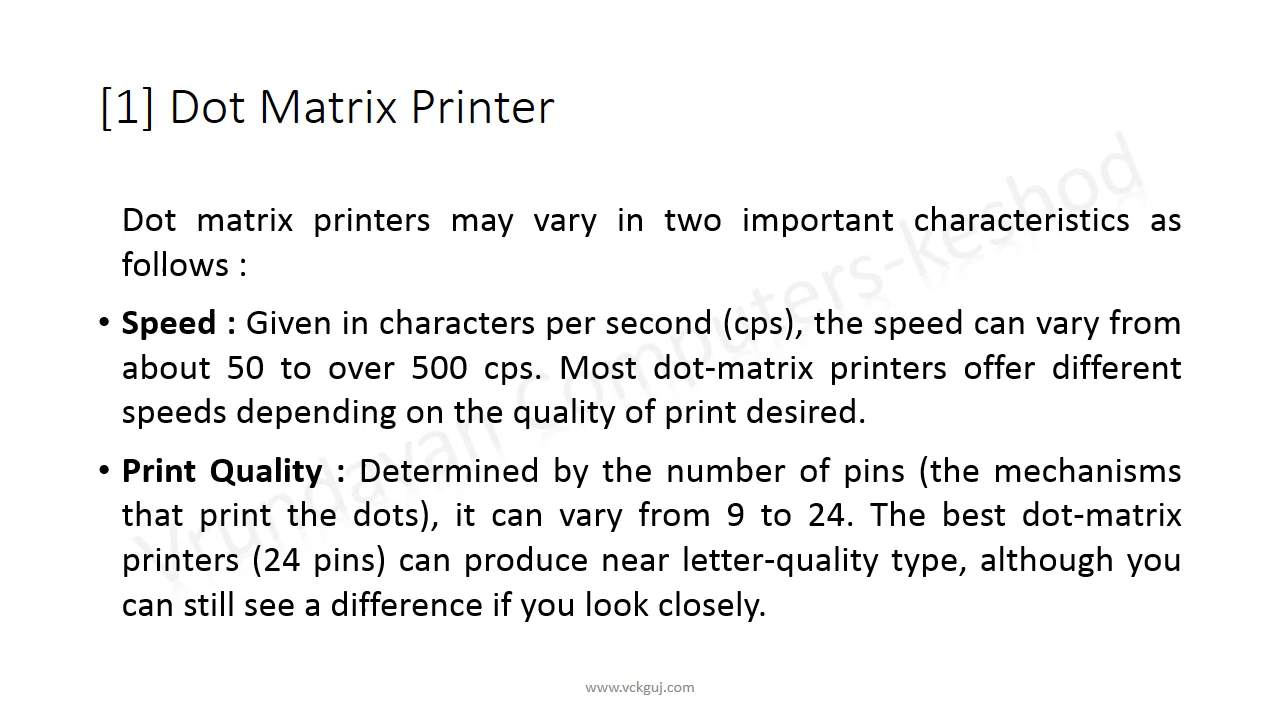 [1] Dot Matrix Printer
Dot matrix printers may vary in two important characteristics as
follows :
• Speed : Given in characters per second (cps), the speed can vary from
about 50 to over 500 cps. Most dot-matrix printers offer different
speeds depending on the quality of print desired.
• Print Quality : Determined by the number of pins (the mechanisms
that print the dots), it can vary from 9 to 24. The best dot-matrix
printers (24 pins) can produce near letter-quality type, although you
can still see a difference if you look closely.
Vrundavan Computers-keshod
www.vckguj.com